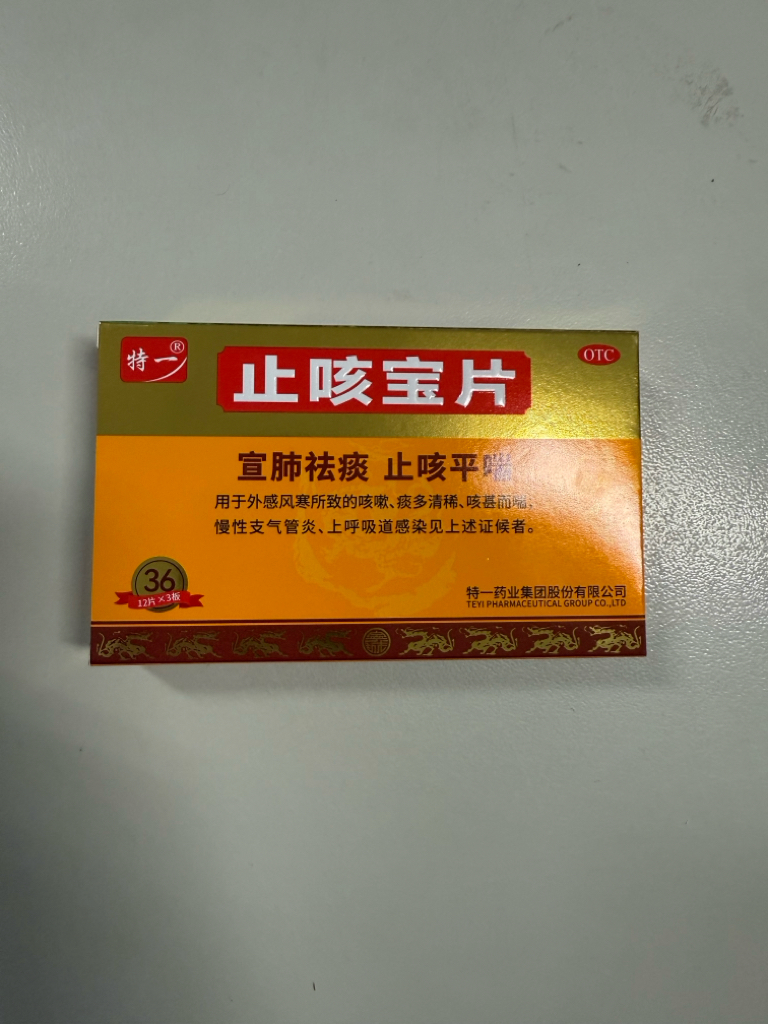 特一®
止咳宝片
OTC
宣肺祛痰 止咳平喘
用于外感风寒所致的咳嗽、痰多清稀、咳甚而喘、
慢性支气管炎、上呼吸道感染见上述证候者。
36
12片×3板
特一药业集团股份有限公司
TEYI PHARMACEUTICAL GROUP CO.,LTD